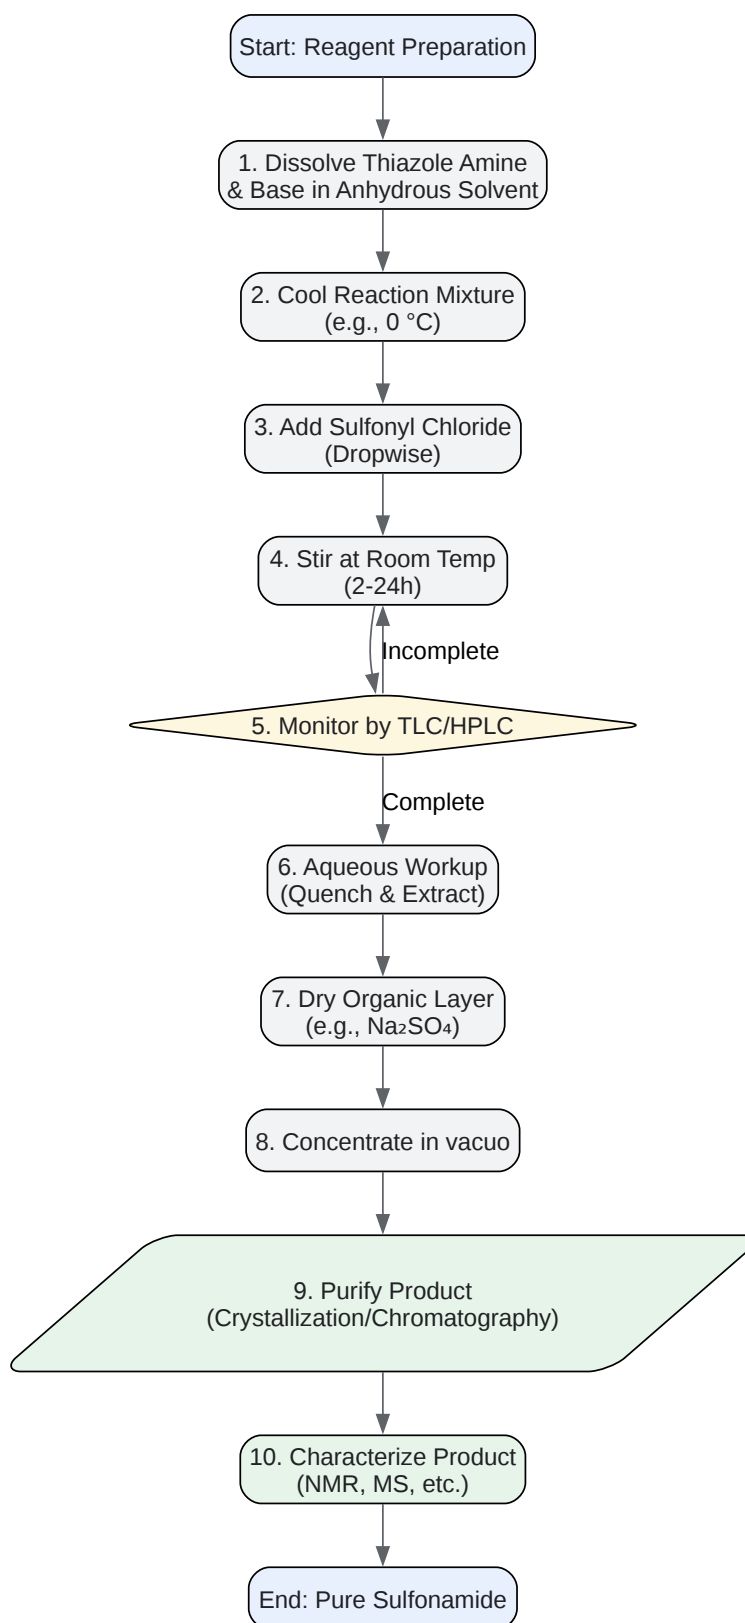 Start: Reagent Preparation
1. Dissolve Thiazole Amine
& Base in Anhydrous Solvent
2. Cool Reaction Mixture
(e.g., 0 °C)
3. Add Sulfonyl Chloride
(Dropwise)
4. Stir at Room Temp
(2-24h)
Incomplete
5. Monitor by TLC/HPLC
Complete
6. Aqueous Workup
(Quench & Extract)
7. Dry Organic Layer
(e.g., Na₂SO₄)
8. Concentrate in vacuo
9. Purify Product
(Crystallization/Chromatography)
10. Characterize Product
(NMR, MS, etc.)
End: Pure Sulfonamide